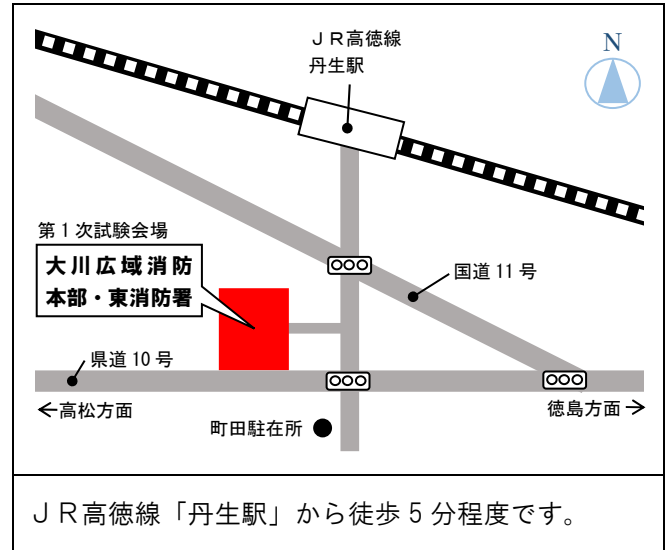 ＪＲ高徳線
丹生駅
N
第１次試験会場
大川広域消防
本部・東消防署
国道 11 号
県道 10 号
←高松方面
徳島方面→
町田駐在所
ＪＲ高徳線「丹生駅」から徒歩 5 分程度です。